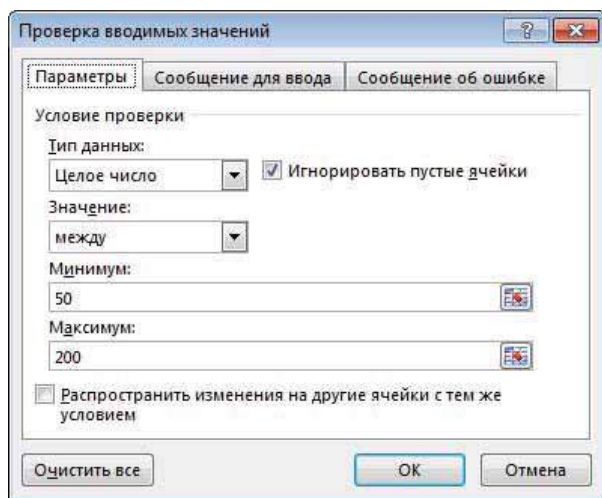 Проверка вводимых значений
Параметры Сообщение для ввода Сообщение об ошибке
Условие проверки
Тип данных:
Целое число Игнорировать пустые ячейки
Значение:
между
Минимум:
50
Максимум:
200
Распространить изменения на другие ячейки с тем же
условием
Очистить все ОК Отмена